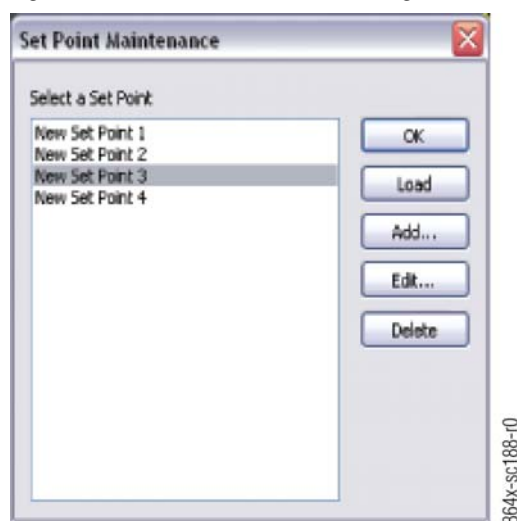 Set Point Maintenance
Select a Set Point
New Set Point 1
New Set Point 2
New Set Point 3
New Set Point 4
OK
Load
Add...
Edit...
Delete
864x-sc188-r0